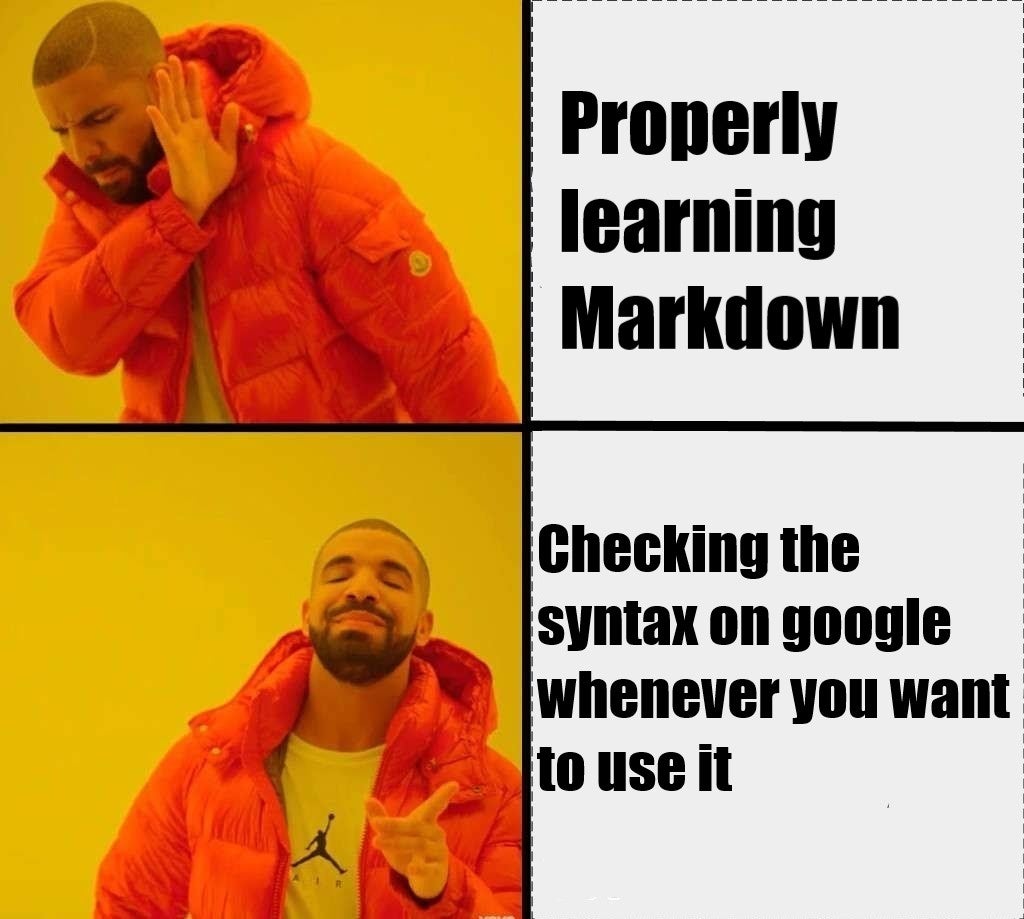 Properly
learning
Markdown
Checking the
syntax on google
whenever you want
to use it
A I R